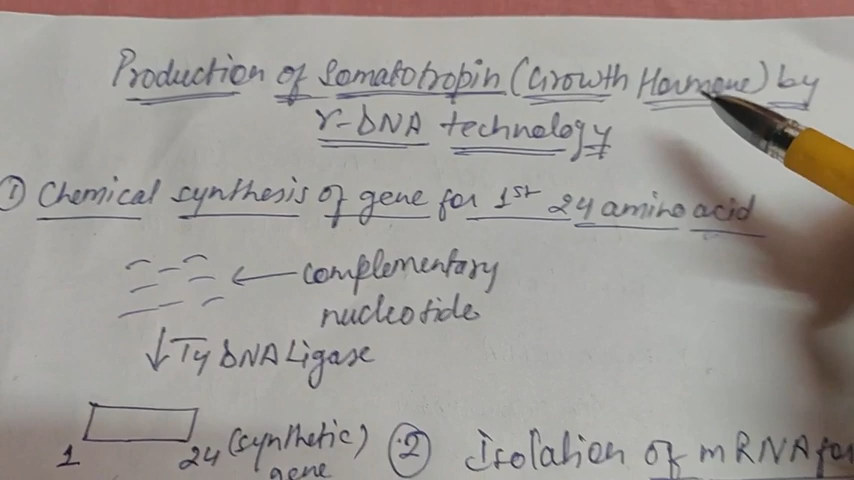 Production of Somatotropin (Growth Hormone) by
r-DNA technology
① Chemical synthesis of gene for 1st 24 amino acid
complementary
nucleotide
T4 DNA Ligase
1 24 (synthetic)
gene
② isolation of mRNA for